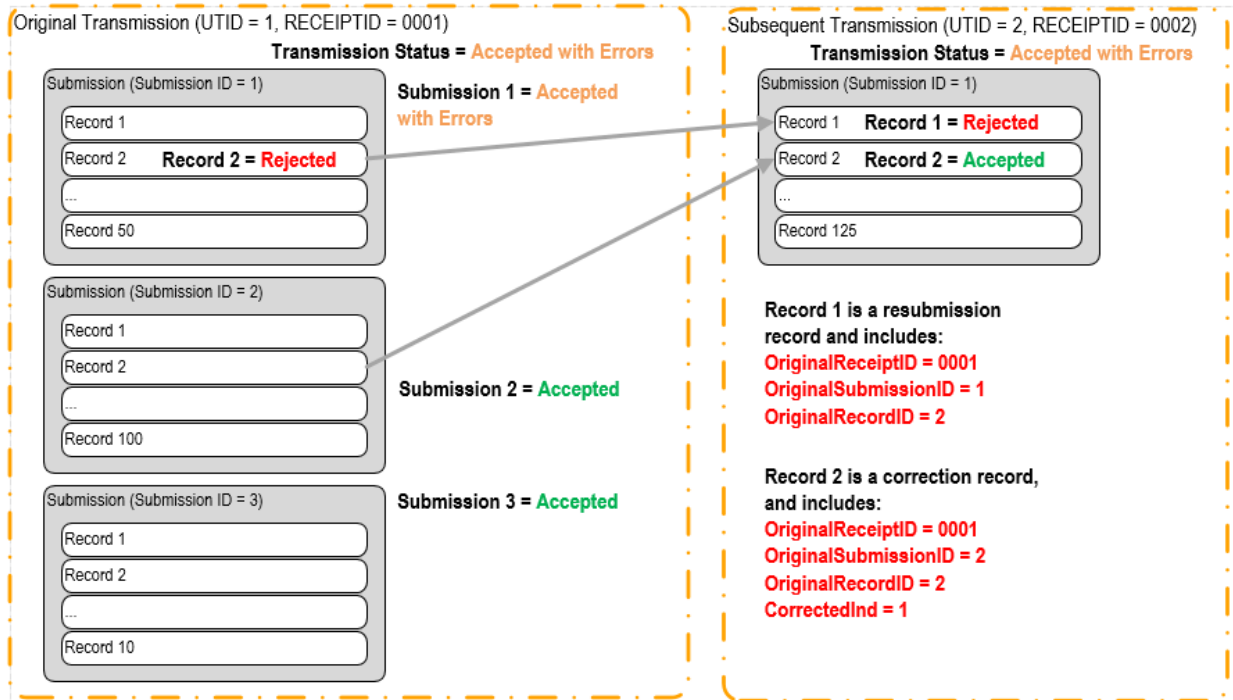 Original Transmission (UTID = 1, RECEIPTID = 0001)
Transmission Status = Accepted with Errors
Submission (Submission ID = 1)
Record 1
Record 2 Record 2 = Rejected
...
Record 50
Submission 1 = Accepted
with Errors
Submission (Submission ID = 2)
Record 1
Record 2
...
Record 100
Submission 2 = Accepted
Submission (Submission ID = 3)
Record 1
Record 2
...
Record 10
Submission 3 = Accepted
Subsequent Transmission (UTID = 2, RECEIPTID = 0002)
Transmission Status = Accepted with Errors
Submission (Submission ID = 1)
Record 1 Record 1 = Rejected
Record 2 Record 2 = Accepted
...
Record 125
Record 1 is a resubmission
record and includes:
OriginalReceiptID = 0001
OriginalSubmissionID = 1
OriginalRecordID = 2
Record 2 is a correction record,
and includes:
OriginalReceiptID = 0001
OriginalSubmissionID = 2
OriginalRecordID = 2
CorrectedInd = 1